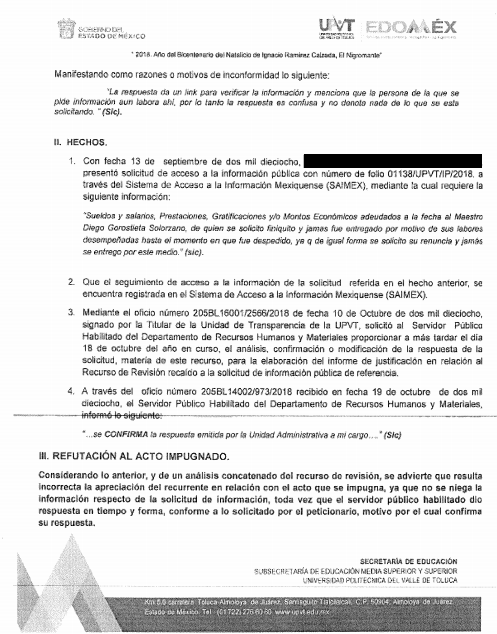 GOBIERNO DEL
ESTADO DE MÉXICO
UPVT EDOMÉX
" 2018. Año del Bicentenario del Natalicio de Ignacio Ramírez Calzada, El Nigromante"
Manifestando como razones o motivos de inconformidad lo siguiente:
"La respuesta da un link para verificar la información y menciona que la persona de la que se
pide información aun labora ahí, por lo tanto la respuesta es confusa y no denota nada de lo que se esta
solicitando. " (Sic).
II. HECHOS.
1. Con fecha 13 de septiembre de dos mil dieciocho,
presentó solicitud de acceso a la información pública con número de folio 01138/UPVT/IP/2018, a
través del Sistema de Acceso a la Información Mexiquense (SAIMEX), mediante la cual requiere la
siguiente información:
"Sueldos y salarios, Prestaciones, Gratificaciones y/o Montos Económicos adeudados a la fecha al Maestro
Diego Gorostieta Solorzano, de quien se solicito finiquito y jamas fue entregado por motivo de sus labores
desempeñadas hasta el momento en que fue despedido, ya q de igual forma se solicito su renuncia y jamás
se entrego por este medio." (sic).
2. Que el seguimiento de acceso a la información de la solicitud referida en el hecho anterior, se
encuentra registrada en el Sistema de Acceso a la Información Mexiquense (SAIMEX).
3. Mediante el oficio número 205BL16001/2566/2018 de fecha 10 de Octubre de dos mil dieciocho,
signado por la Titular de la Unidad de Transparencia de la UPVT, solicitó al Servidor Público
Habilitado del Departamento de Recursos Humanos y Materiales proporcionar a más tardar el día
18 de octubre del año en curso, el análisis, confirmación o modificación de la respuesta de la
solicitud, materia de este recurso, para la elaboración del informe de justificación en relación al
Recurso de Revisión recaído a la solicitud de información pública de referencia.
4. A través del oficio número 205BL14002/973/2018 recibido en fecha 19 de octubre de dos mil
dieciocho, el Servidor Público Habilitado del Departamento de Recursos Humanos y Materiales,
informó lo siguiente:
"...se CONFIRMA la respuesta emitida por la Unidad Administrativa a mi cargo...." (Sic)
III. REFUTACIÓN AL ACTO IMPUGNADO.
Considerando lo anterior, y de un análisis concatenado del recurso de revisión, se advierte que resulta
incorrecta la apreciación del recurrente en relación con el acto que se impugna, ya que no se niega la
información respecto de la solicitud de información, toda vez que el servidor público habilitado dio
respuesta en tiempo y forma, conforme a lo solicitado por el peticionario, motivo por el cual confirma
su respuesta.
SECRETARÍA DE EDUCACIÓN
SUBSECRETARÍA DE EDUCACIÓN MEDIA SUPERIOR Y SUPERIOR
UNIVERSIDAD POLITÉCNICA DEL VALLE DE TOLUCA
Km 5.6 carretera Toluca-Almoloya de Juárez, Santiaguito Tlalcilalcali, C.P. 50904, Almoloya de Juárez
Estado de México. Tel: (01722) 276 60 60 www.upvt.edu.mx